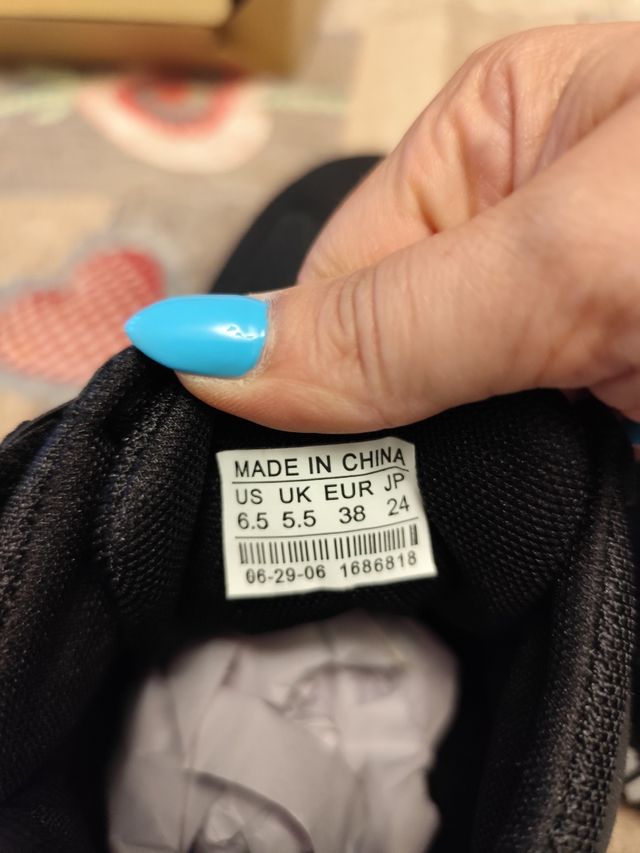 MADE IN CHINA
US UK EUR JP
6.5 5.5 38 24
06-29-06 1686818